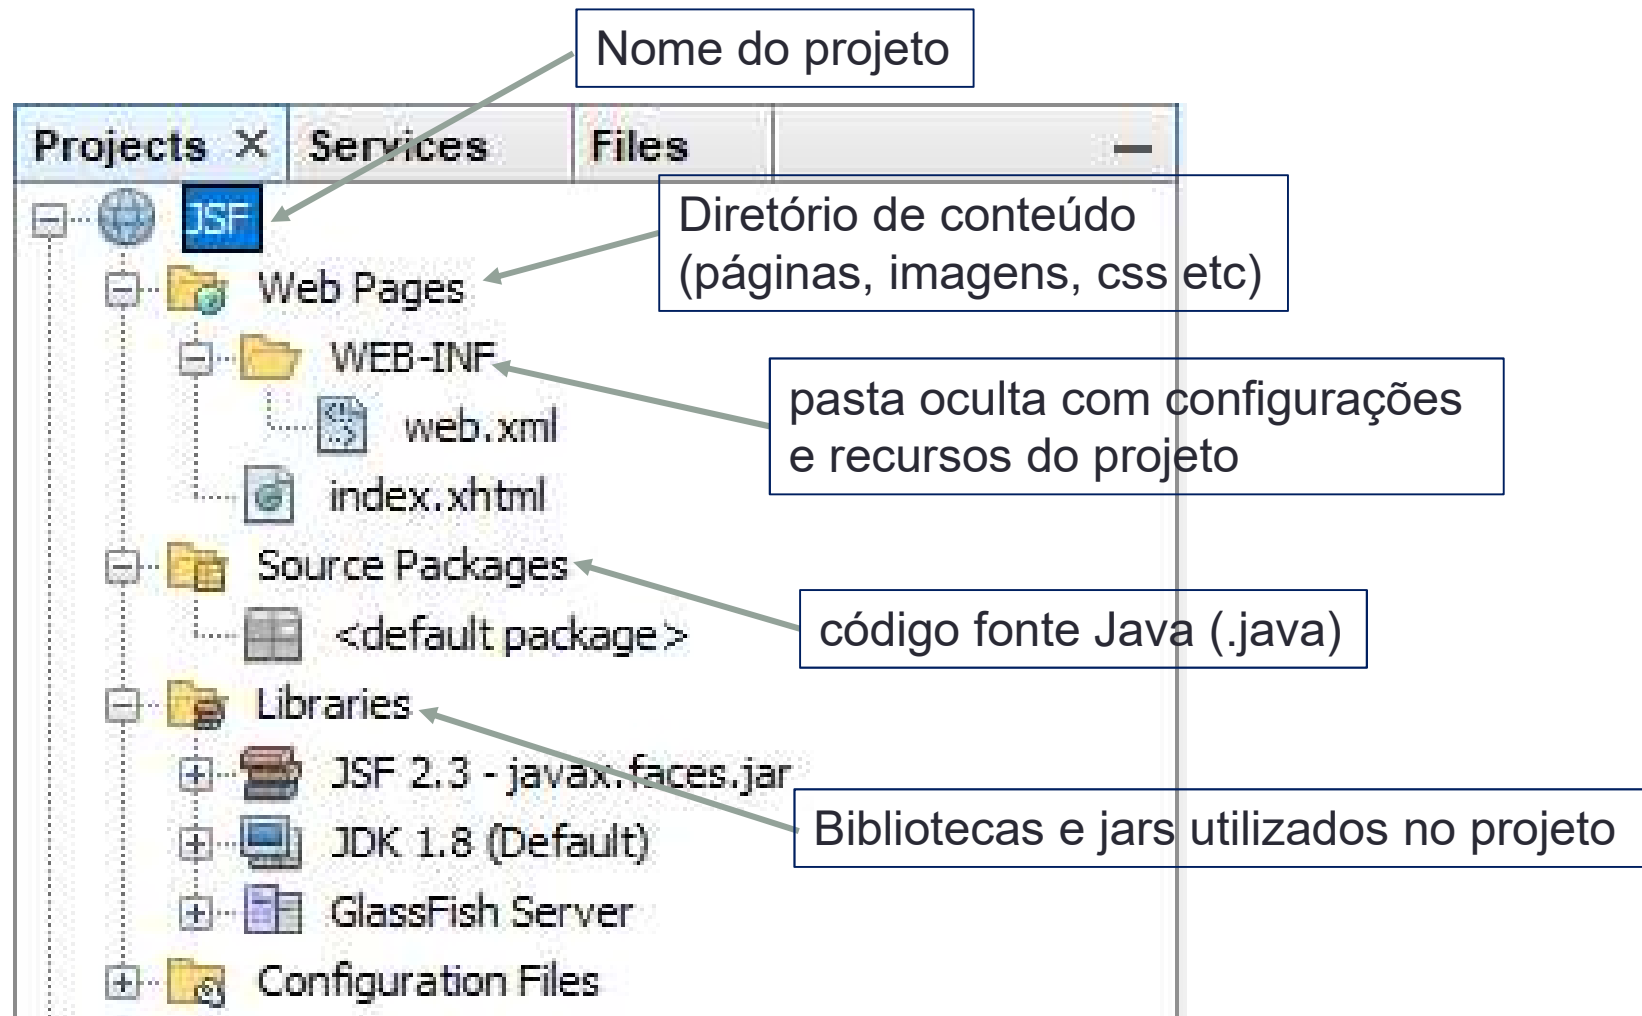 Nome do projeto
Projects
Services
Files
JSF
Diretório de conteúdo
(páginas, imagens, css etc)
Web Pages
WEB-INF
pasta oculta com configurações
e recursos do projeto
web.xml
index.xhtml
Source Packages
código fonte Java (.java)
<default package>
Libraries
JSF 2.3 - javax.faces.jar
Bibliotecas e jars utilizados no projeto
JDK 1.8 (Default)
GlassFish Server
Configuration Files